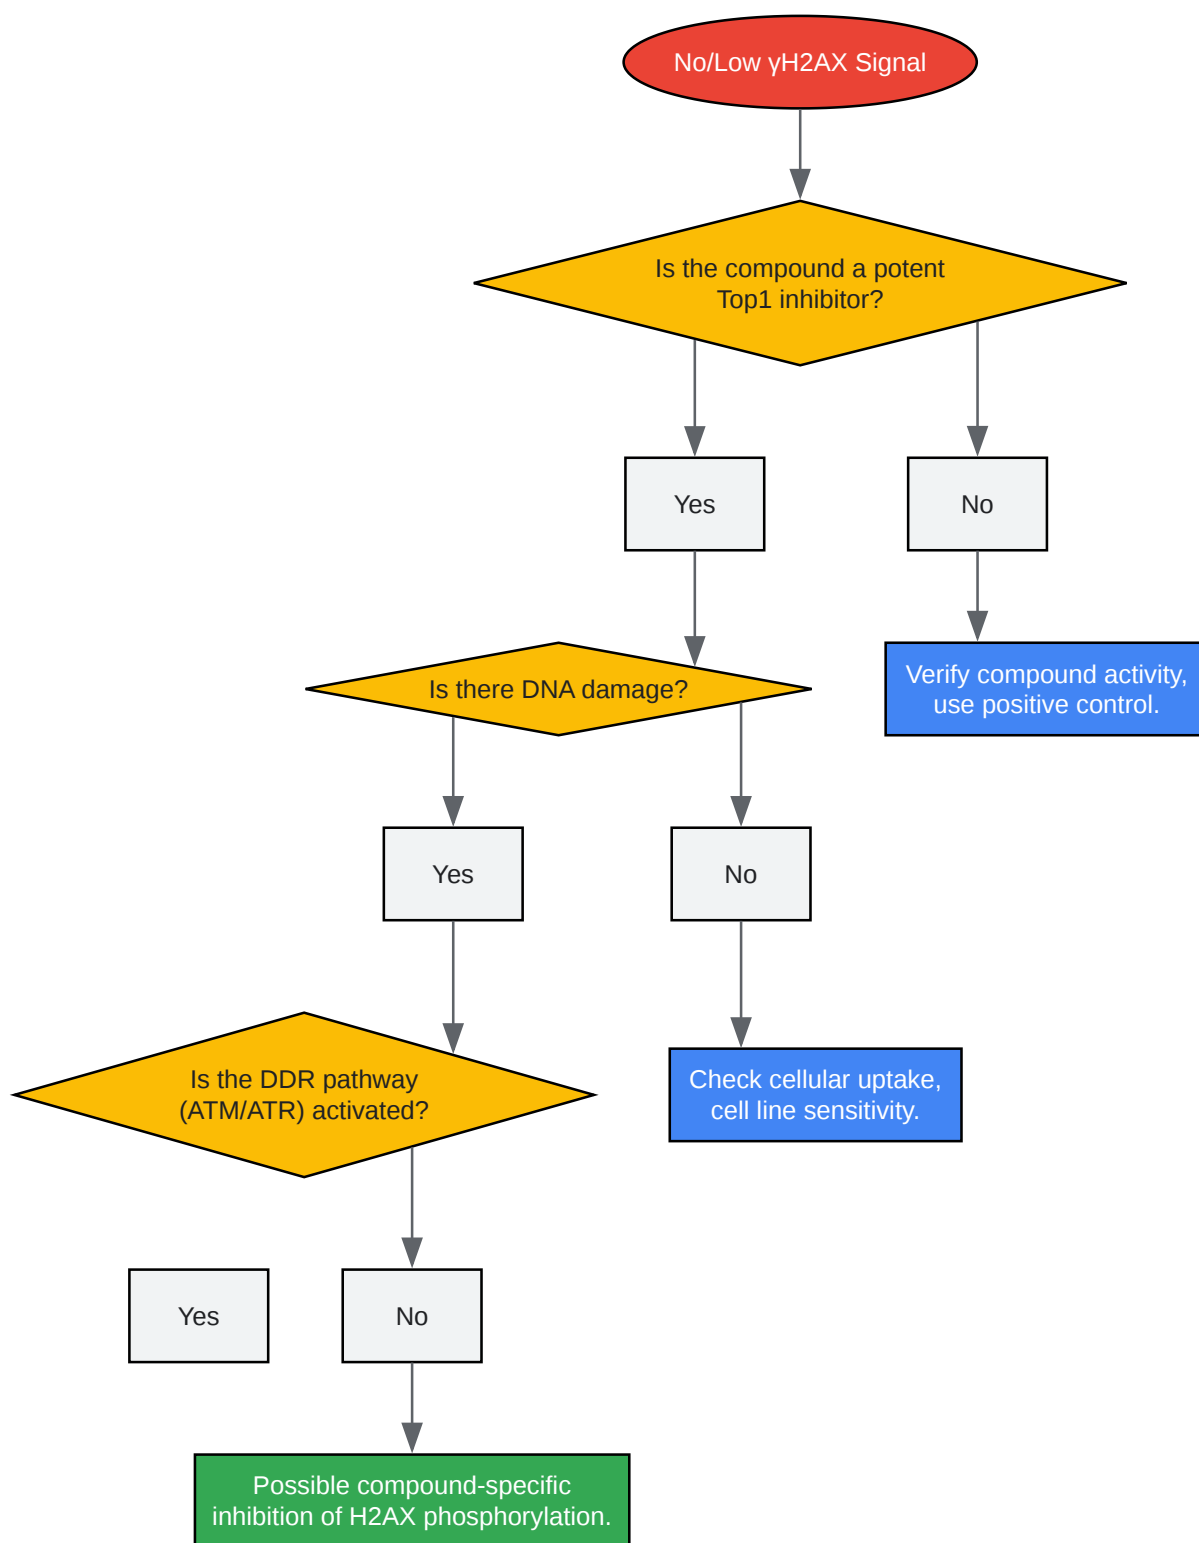 No/Low γH2AX Signal
Is the compound a potent
Top1 inhibitor?
Yes
No
Is there DNA damage?
Verify compound activity,
use positive control.
Yes
No
Is the DDR pathway
(ATM/ATR) activated?
Check cellular uptake,
cell line sensitivity.
Yes
No
Possible compound-specific
inhibition of H2AX phosphorylation.